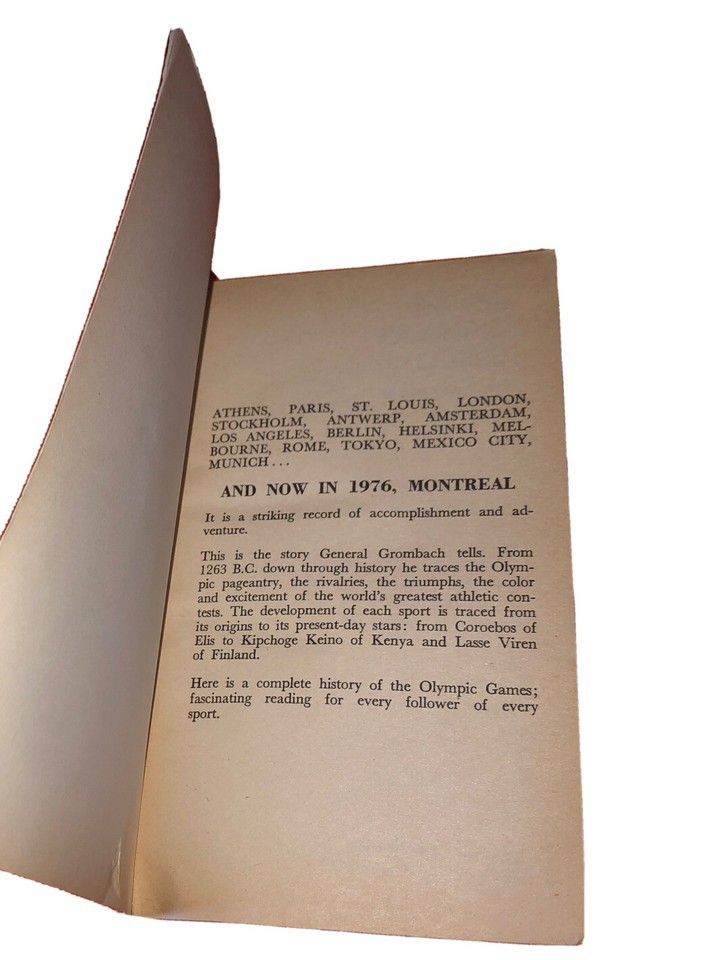 ATHENS, PARIS, ST. LOUIS, LONDON,
STOCKHOLM, ANTWERP, AMSTERDAM,
LOS ANGELES, BERLIN, HELSINKI, MEL-
BOURNE, ROME, TOKYO, MEXICO CITY,
MUNICH...
AND NOW IN 1976, MONTREAL
It is a striking record of accomplishment and ad-
venture.
This is the story General Grombach tells. From
1263 B.C. down through history he traces the Olym-
pic pageantry, the rivalries, the triumphs, the color
and excitement of the world's greatest athletic con-
tests. The development of each sport is traced from
its origins to its present-day stars: from Coroebos of
Elis to Kipchoge Keino of Kenya and Lasse Viren
of Finland.
Here is a complete history of the Olympic Games;
fascinating reading for every follower of every
sport.